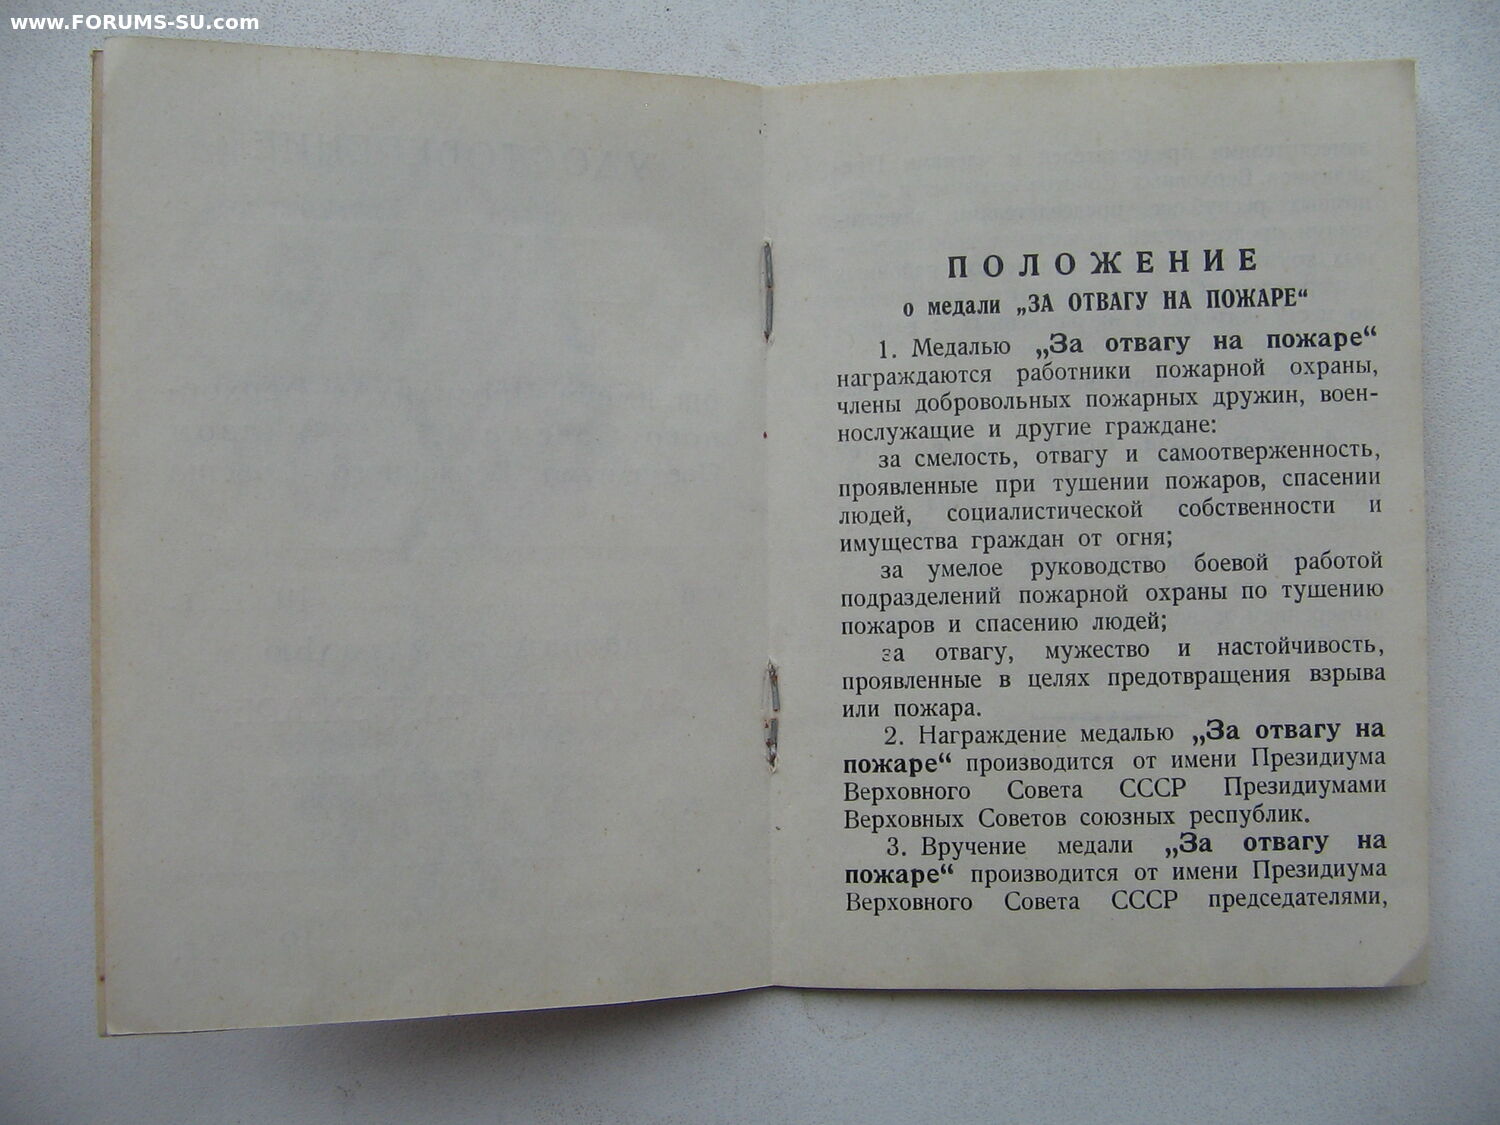 www.FORUMS-SU.com
ПОЛОЖЕНИЕ
о медали „ЗА ОТВАГУ НА ПОЖАРЕ“
1. Медалью „За отвагу на пожаре“
награждаются работники пожарной охраны,
члены добровольных пожарных дружин, воен-
нослужащие и другие граждане:
за смелость, отвагу и самоотверженность,
проявленные при тушении пожаров, спасении
людей, социалистической собственности и
имущества граждан от огня;
за умелое руководство боевой работой
подразделений пожарной охраны по тушению
пожаров и спасению людей;
за отвагу, мужество и настойчивость,
проявленные в целях предотвращения взрыва
или пожара.
2. Награждение медалью „За отвагу на
пожаре“ производится от имени Президиума
Верховного Совета СССР Президиумами
Верховных Советов союзных республик.
3. Вручение медали „За отвагу на
пожаре“ производится от имени Президиума
Верховного Совета СССР председателями,